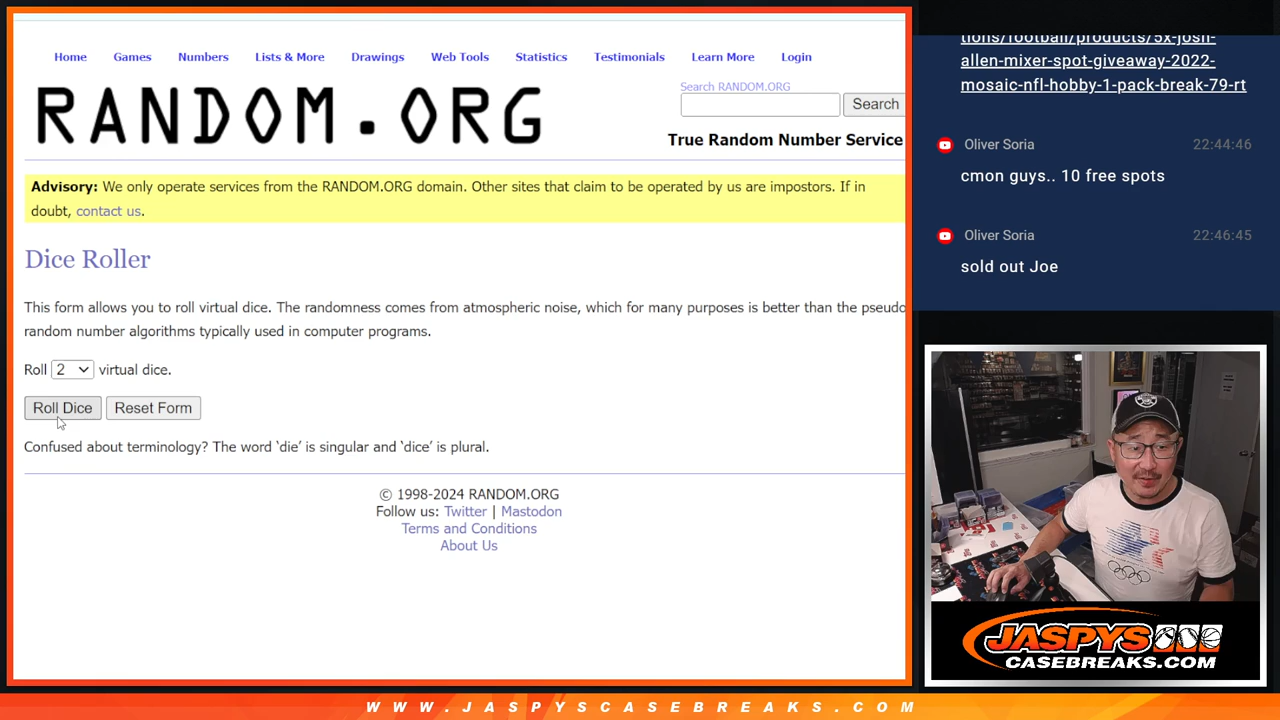 Home Games Numbers Lists & More Drawings Web Tools Statistics Testimonials Learn More Login
RANDOM.ORG
Search RANDOM.ORG
Search
True Random Number Service
Advisory: We only operate services from the RANDOM.ORG domain. Other sites that claim to be operated by us are impostors. If in
doubt, contact us.
Dice Roller
This form allows you to roll virtual dice. The randomness comes from atmospheric noise, which for many purposes is better than the pseudo
random number algorithms typically used in computer programs.
Roll 2 virtual dice.
Roll Dice Reset Form
Confused about terminology? The word ‘die’ is singular and ‘dice’ is plural.
© 1998-2024 RANDOM.ORG
Follow us: Twitter | Mastodon
Terms and Conditions
About Us
tions/football/products/5x-josh-
allen-mixer-spot-giveaway-2022-
mosaic-nfl-hobby-1-pack-break-79-rt
Oliver Soria 22:44:46
cmon guys.. 10 free spots
Oliver Soria 22:46:45
sold out Joe
JASPYS
CASEBREAKS.COM
WWW.JASPYSCASEBREAKS.COM